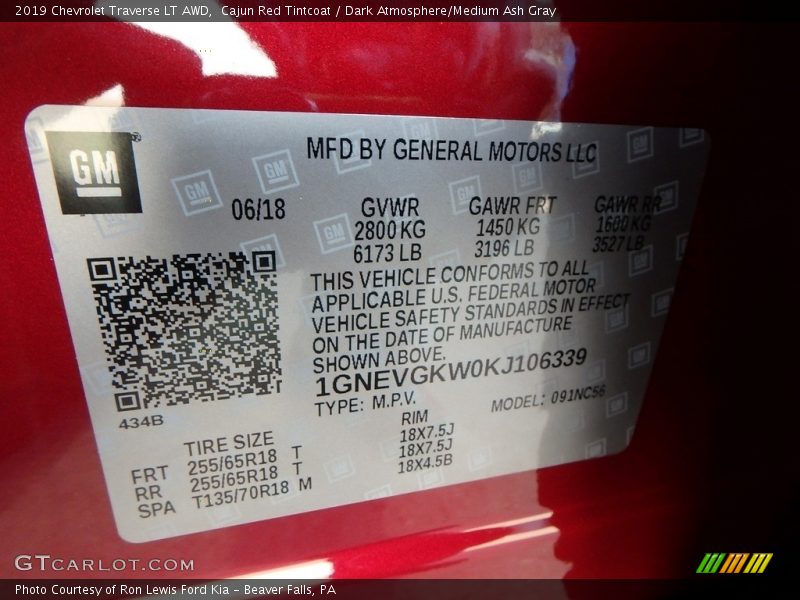 2019 Chevrolet Traverse LT AWD, Cajun Red Tintcoat / Dark Atmosphere/Medium Ash Gray
GM
MFD BY GENERAL MOTORS LLC
06/18
GVWR GAWR FRT GAWR RR
2800 KG 1450 KG 1600 KG
6173 LB 3196 LB 3527 LB
THIS VEHICLE CONFORMS TO ALL
APPLICABLE U.S. FEDERAL MOTOR
VEHICLE SAFETY STANDARDS IN EFFECT
ON THE DATE OF MANUFACTURE
SHOWN ABOVE.
1GNEVGKW0KJ106339
TYPE: M.P.V. MODEL: 091NC56
434B
TIRE SIZE RIM
FRT 255/65R18 T 18X7.5J
RR 255/65R18 T 18X7.5J
SPA T135/70R18 M 18X4.5B
GTCARLOT.COM
Photo Courtesy of Ron Lewis Ford Kia - Beaver Falls, PA